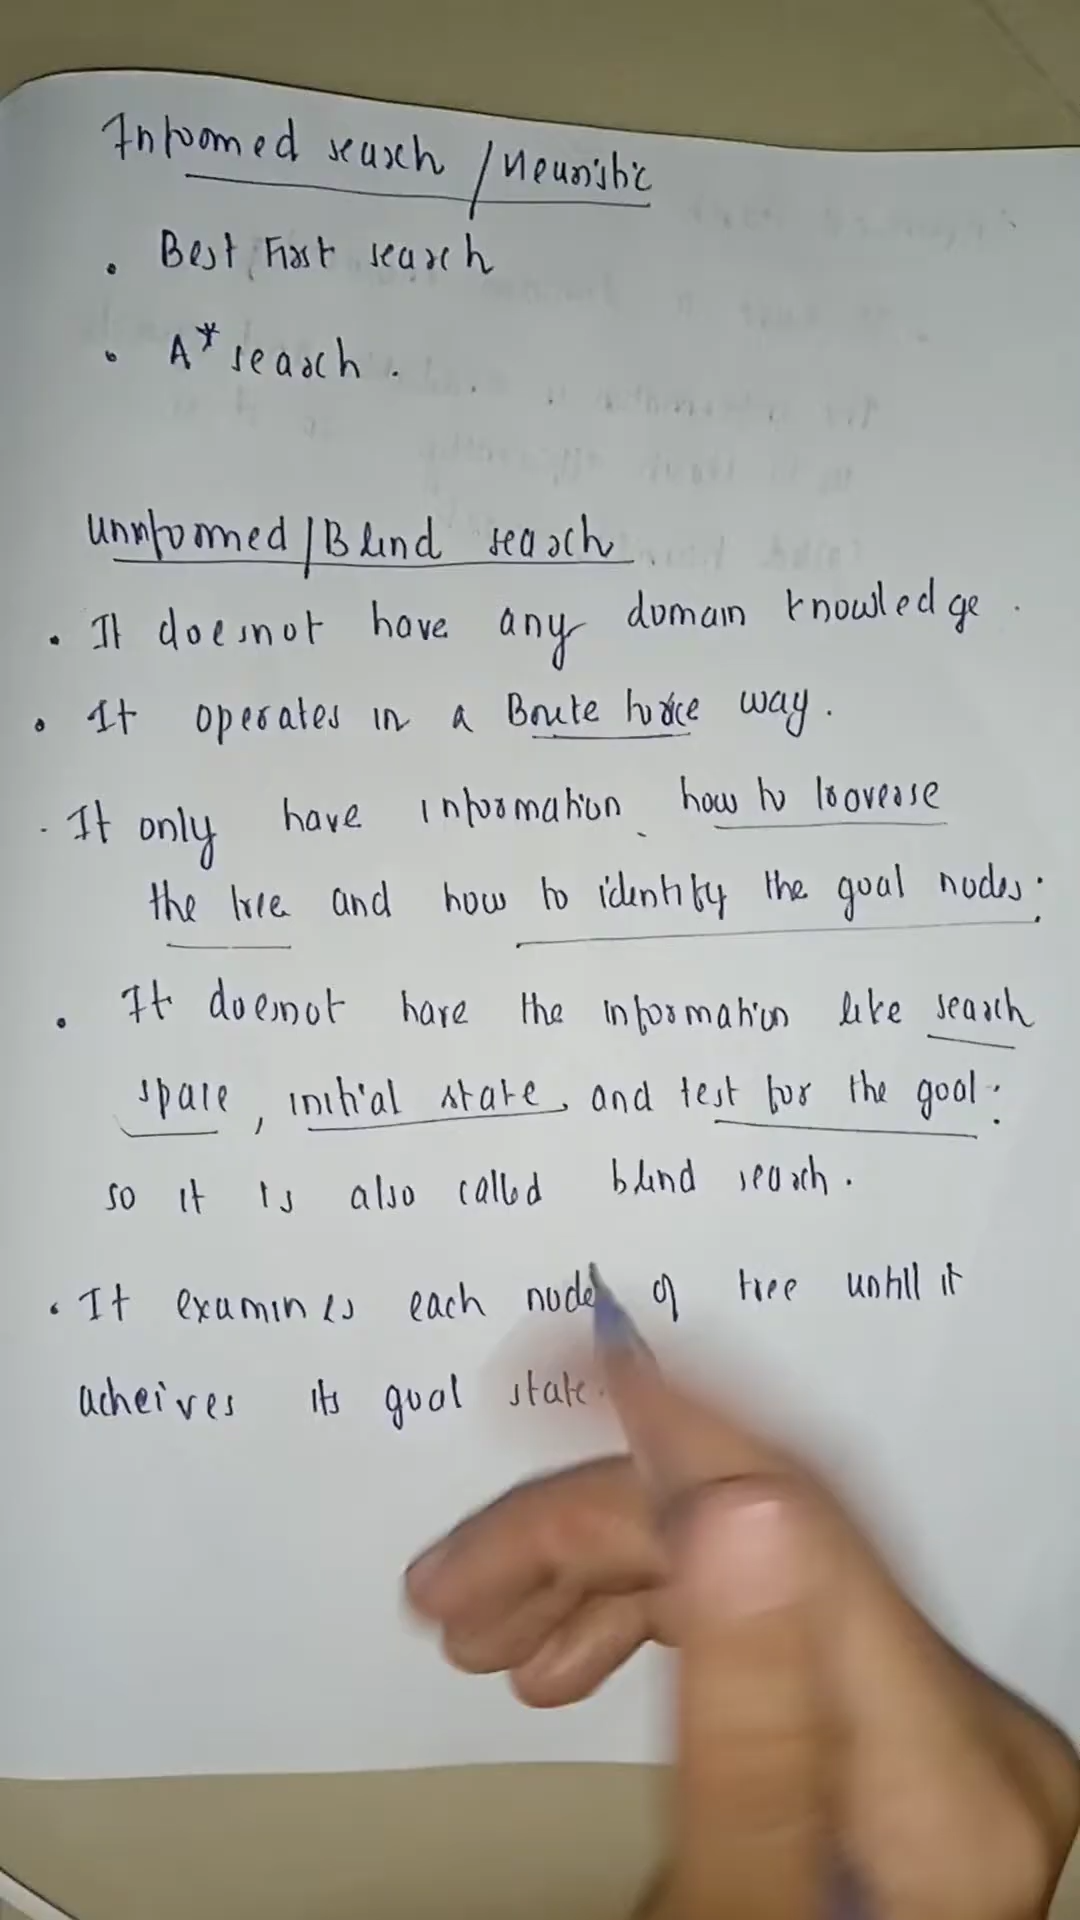 Informed search / Heuristic
• Best First search
• A* search.
Uninformed / Blind search
• It doesnot have any domain knowledge.
• It operates in a Brute force way.
• It only have information how to traverse
the tree and how to identify the goal nodes.
• It doesnot have the information like search
space, initial state, and test for the goal.
so it is also called blind search.
• It examines each node of tree untill it
acheives its goal state.